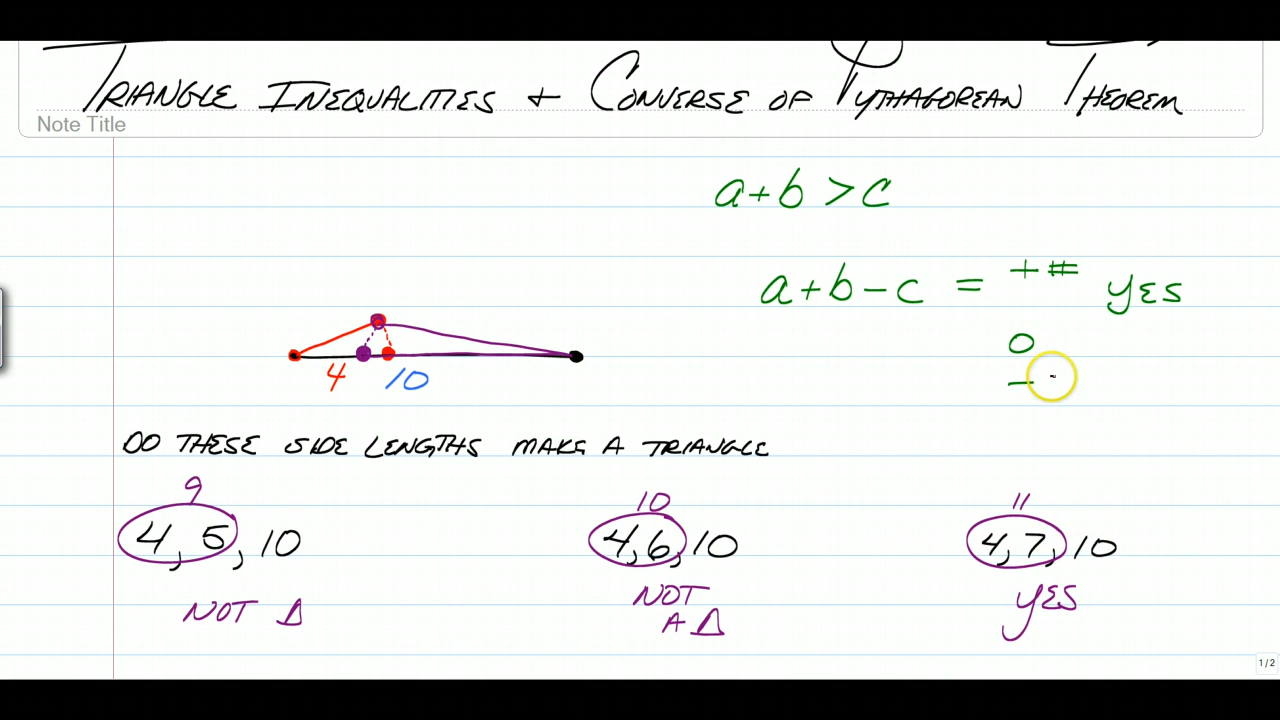 TRIANGLE INEQUALITIES + CONVERSE OF PYTHAGOREAN THEOREM
Note Title
a+b >c
a+b-c = +# YES
0
-
4 10
DO THESE SIDE LENGTHS MAKE A TRIANGLE
9
4, 5, 10
NOT Δ
10
4,6,10
NOT
A Δ
11
4,7,10
YES
1/2